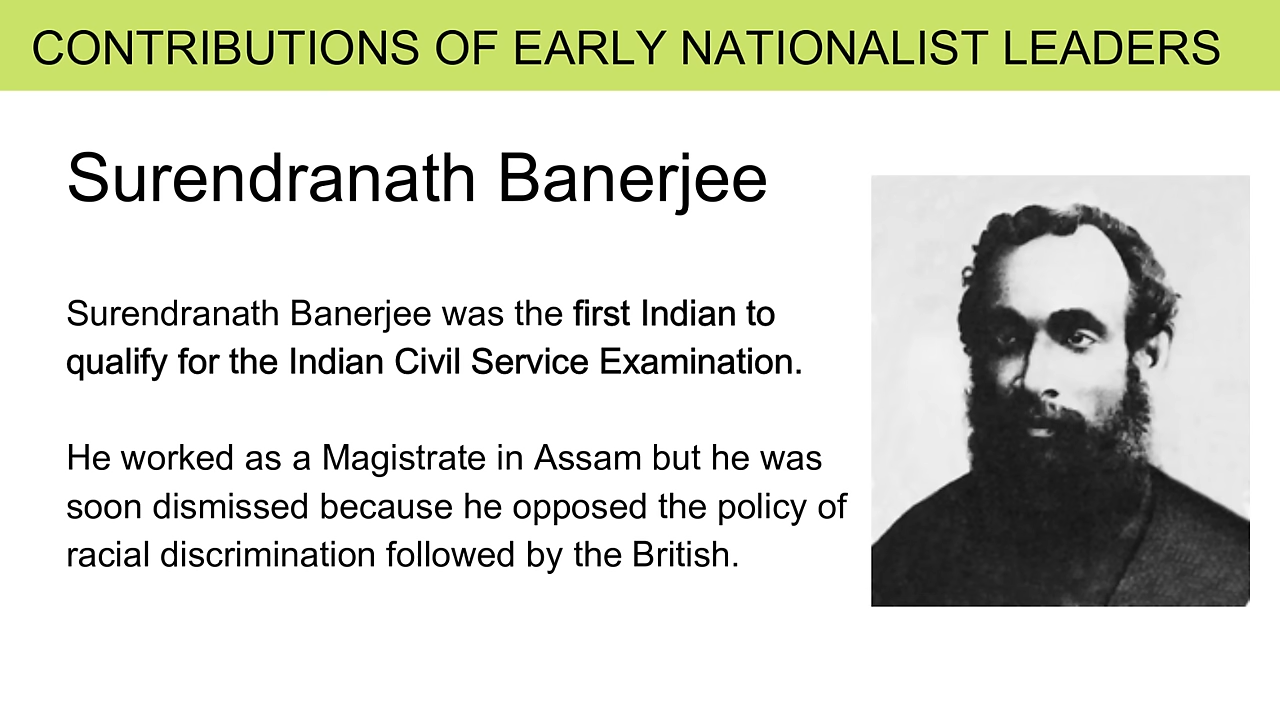 CONTRIBUTIONS OF EARLY NATIONALIST LEADERS
Surendranath Banerjee
Surendranath Banerjee was the first Indian to
qualify for the Indian Civil Service Examination.
He worked as a Magistrate in Assam but he was
soon dismissed because he opposed the policy of
racial discrimination followed by the British.